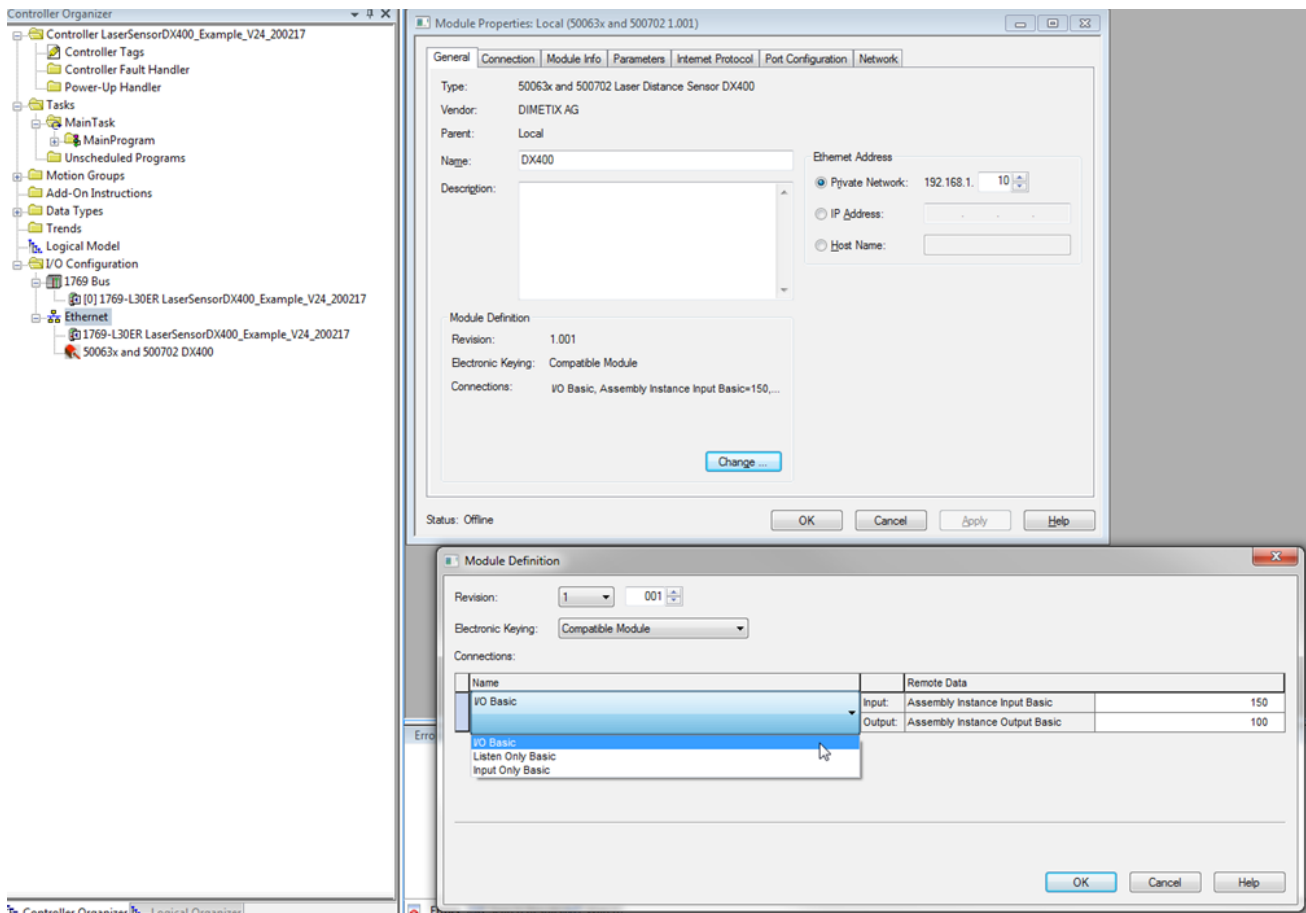 Controller Organizer
Controller LaserSensorDX400_Example_V24_200217
Controller Tags
Controller Fault Handler
Power-Up Handler
Tasks
MainTask
MainProgram
Unscheduled Programs
Motion Groups
Add-On Instructions
Data Types
Trends
Logical Model
I/O Configuration
1769 Bus
[0] 1769-L30ER LaserSensorDX400_Example_V24_200217
Ethernet
1769-L30ER LaserSensorDX400_Example_V24_200217
50063x and 500702 DX400
Controller Organizer Logical Organizer
Module Properties: Local (50063x and 500702 1.001)
General Connection Module Info Parameters Internet Protocol Port Configuration Network
Type: 50063x and 500702 Laser Distance Sensor DX400
Vendor: DIMETIX AG
Parent: Local
Name: DX400
Description:
Ethernet Address
Private Network: 192.168.1. 10
IP Address: . . .
Host Name:
Module Definition
Revision: 1.001
Electronic Keying: Compatible Module
Connections: I/O Basic, Assembly Instance Input Basic=150,...
Change ...
Status: Offline OK Cancel Apply Help
Module Definition
Revision: 1 001
Electronic Keying: Compatible Module
Connections:
Name Remote Data
I/O Basic Input: Assembly Instance Input Basic 150
Output: Assembly Instance Output Basic 100
I/O Basic
Listen Only Basic
Input Only Basic
OK Cancel Help
Erro